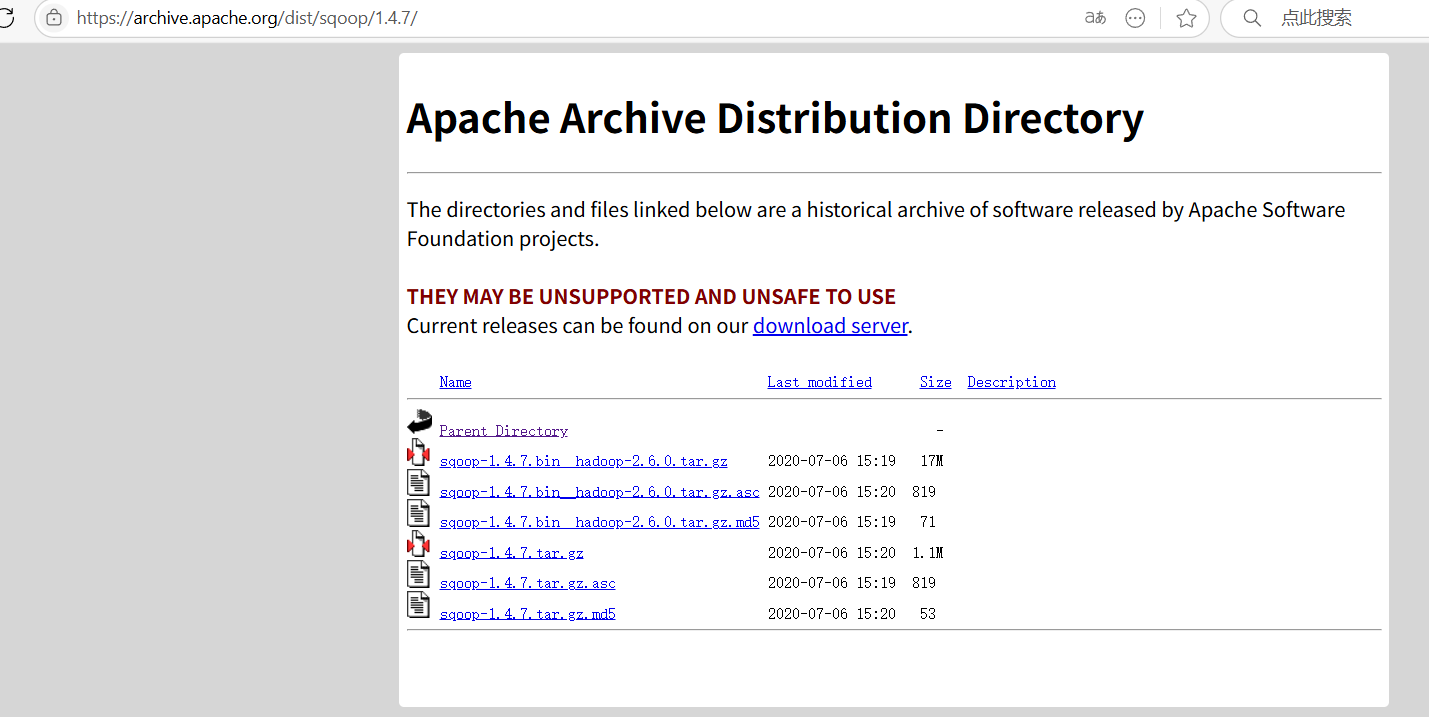 https://archive.apache.org/dist/sqoop/1.4.7/ aあ 点此搜索
Apache Archive Distribution Directory
The directories and files linked below are a historical archive of software released by Apache Software
Foundation projects.
THEY MAY BE UNSUPPORTED AND UNSAFE TO USE
Current releases can be found on our download server.
Name Last modified Size Description
Parent Directory -
sqoop-1.4.7.bin__hadoop-2.6.0.tar.gz 2020-07-06 15:19 17M
sqoop-1.4.7.bin__hadoop-2.6.0.tar.gz.asc 2020-07-06 15:20 819
sqoop-1.4.7.bin__hadoop-2.6.0.tar.gz.md5 2020-07-06 15:19 71
sqoop-1.4.7.tar.gz 2020-07-06 15:20 1.1M
sqoop-1.4.7.tar.gz.asc 2020-07-06 15:19 819
sqoop-1.4.7.tar.gz.md5 2020-07-06 15:20 53